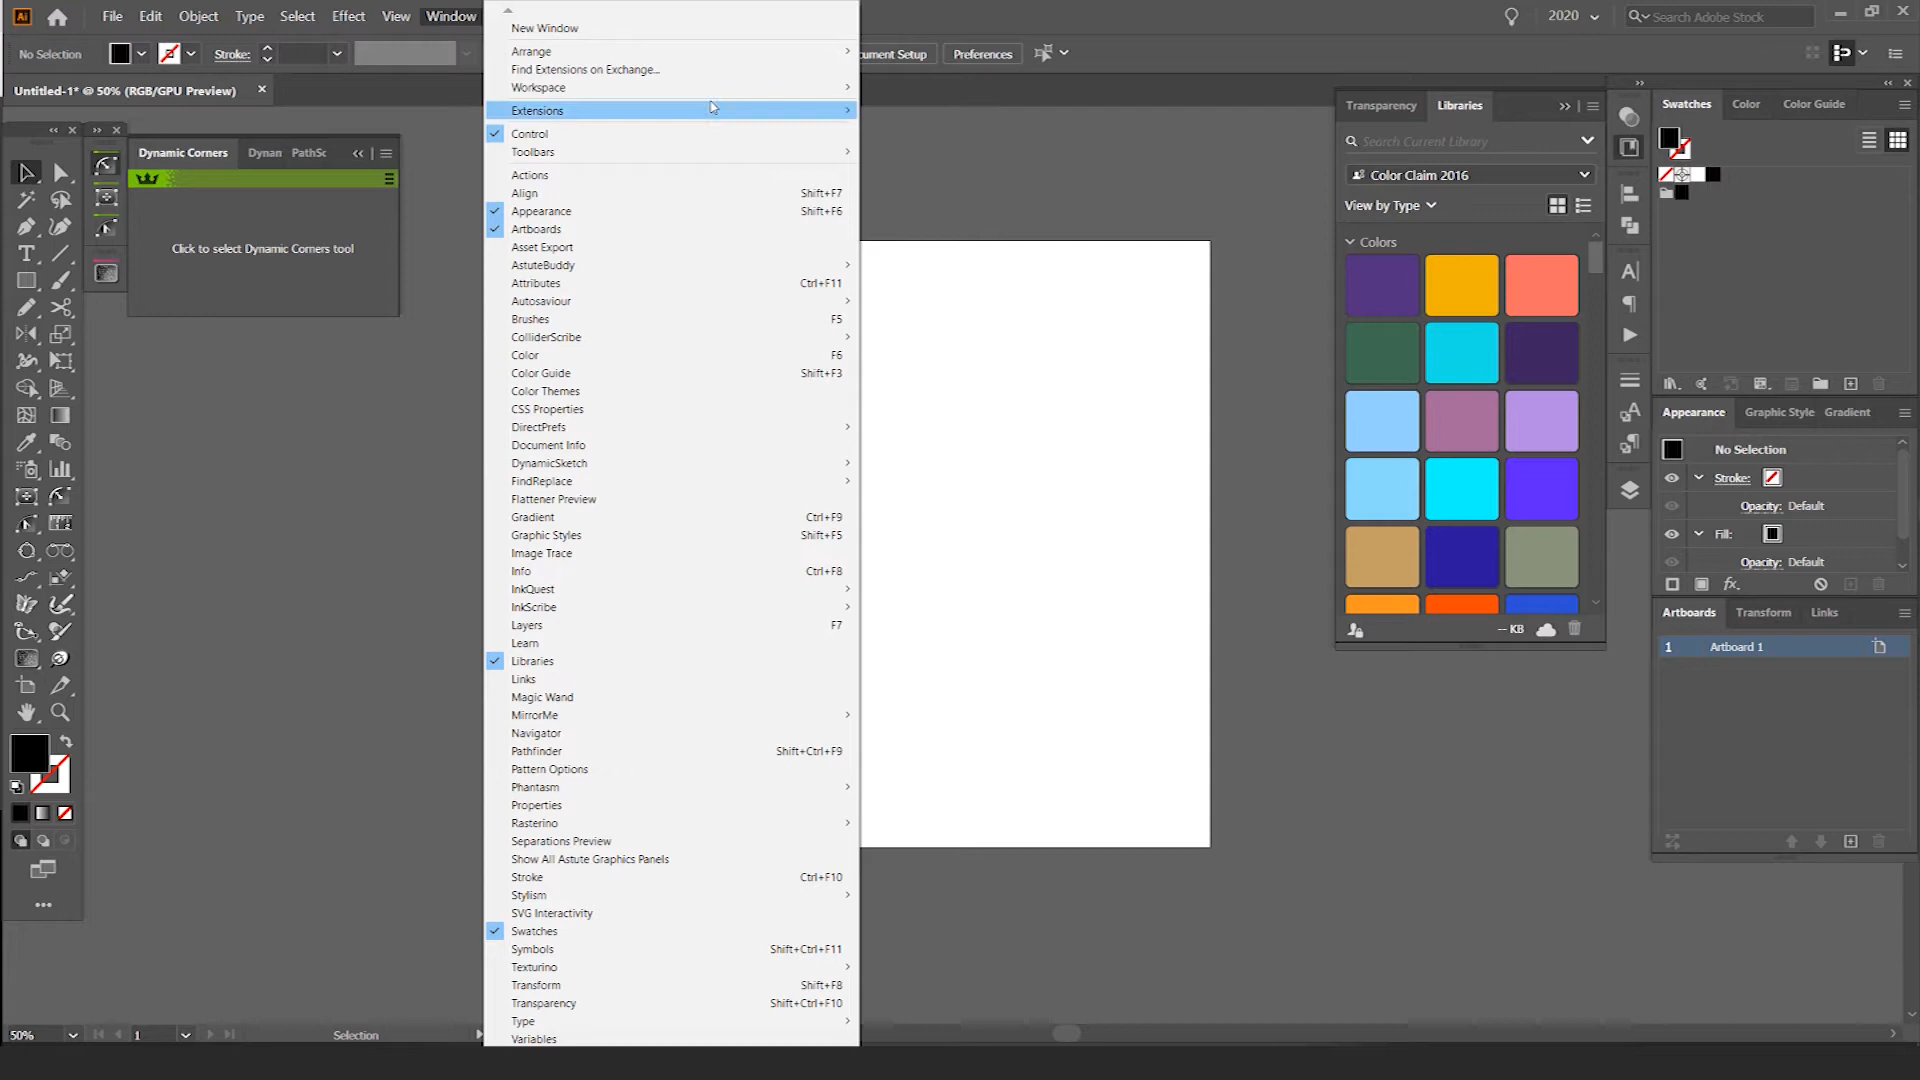 Ai
File
Edit
Object
Type
Select
Effect
View
Window
2020
Search Adobe Stock
No Selection
Stroke:
cument Setup
Preferences
Untitled-1* @ 50% (RGB/GPU Preview)
Dynamic Corners
Dynan
PathSc
Click to select Dynamic Corners tool
New Window
Arrange
Find Extensions on Exchange...
Workspace
Extensions
Control
Toolbars
Actions
Align Shift+F7
Appearance Shift+F6
Artboards
Asset Export
AstuteBuddy
Attributes Ctrl+F11
Autosaviour
Brushes F5
ColliderScribe
Color F6
Color Guide Shift+F3
Color Themes
CSS Properties
DirectPrefs
Document Info
DynamicSketch
FindReplace
Flattener Preview
Gradient Ctrl+F9
Graphic Styles Shift+F5
Image Trace
Info Ctrl+F8
InkQuest
InkScribe
Layers F7
Learn
Libraries
Links
Magic Wand
MirrorMe
Navigator
Pathfinder Shift+Ctrl+F9
Pattern Options
Phantasm
Properties
Rasterino
Separations Preview
Show All Astute Graphics Panels
Stroke Ctrl+F10
Stylism
SVG Interactivity
Swatches
Symbols Shift+Ctrl+F11
Texturino
Transform Shift+F8
Transparency Shift+Ctrl+F10
Type
Variables
Transparency
Libraries
Search Current Library
Color Claim 2016
View by Type
Colors
-- KB
Swatches
Color
Color Guide
Appearance
Graphic Style
Gradient
No Selection
Stroke:
Opacity: Default
Fill:
Opacity: Default
Artboards
Transform
Links
1 Artboard 1
50%
1
Selection